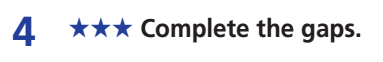 4 ★★★ Complete the gaps.